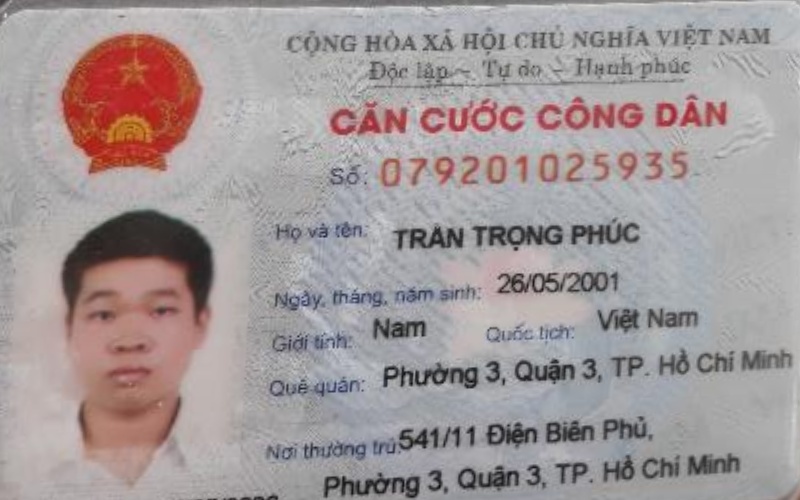 CỘNG HÒA XÃ HỘI CHỦ NGHĨA VIỆT NAM
Độc lập - Tự do - Hạnh phúc
CĂN CƯỚC CÔNG DÂN
Số: 079201025935
Họ và tên: TRẦN TRỌNG PHÚC
Ngày, tháng, năm sinh: 26/05/2001
Giới tính: Nam Quốc tịch: Việt Nam
Quê quán: Phường 3, Quận 3, TP. Hồ Chí Minh
Nơi thường trú: 541/11 Điện Biên Phủ,
Phường 3, Quận 3, TP. Hồ Chí Minh